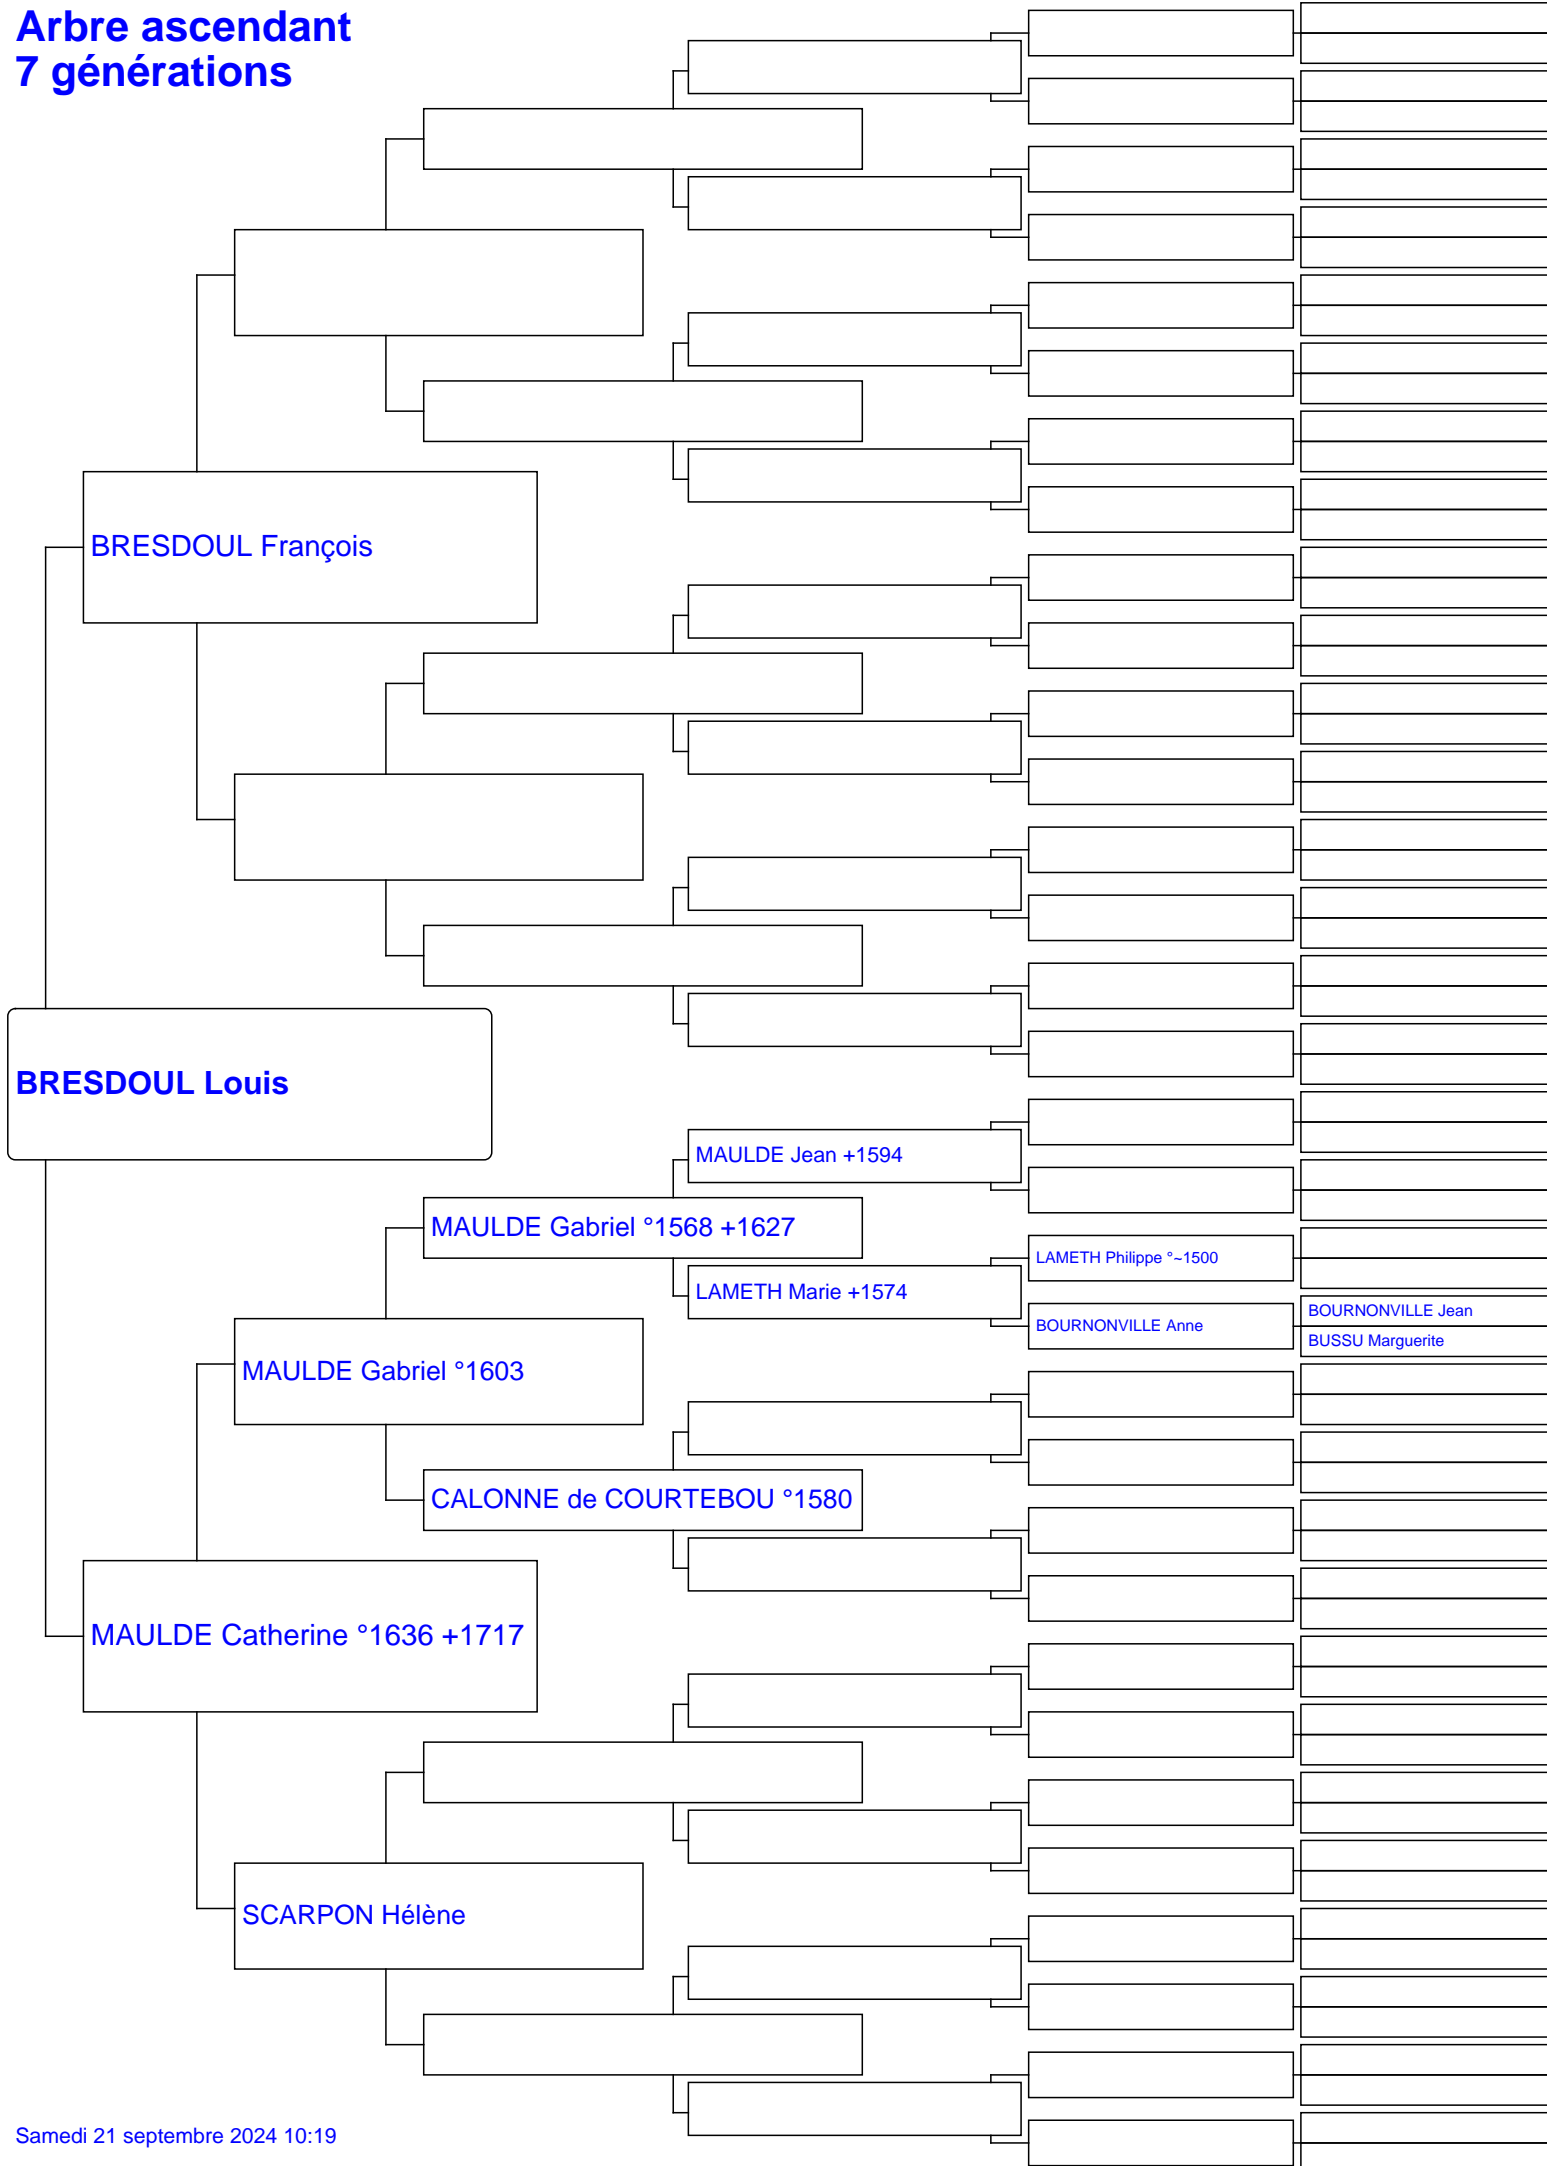 Arbre ascendant
7 générations
BRESDOUL François
BRESDOUL Louis
MAULDE Jean +1594
MAULDE Gabriel °1568 +1627
LAMETH Philippe °~1500
LAMETH Marie +1574
BOURNONVILLE Jean
BOURNONVILLE Anne
BUSSU Marguerite
MAULDE Gabriel °1603
CALONNE de COURTEBOU °1580
MAULDE Catherine °1636 +1717
SCARPON Hélène
Samedi 21 septembre 2024 10:19